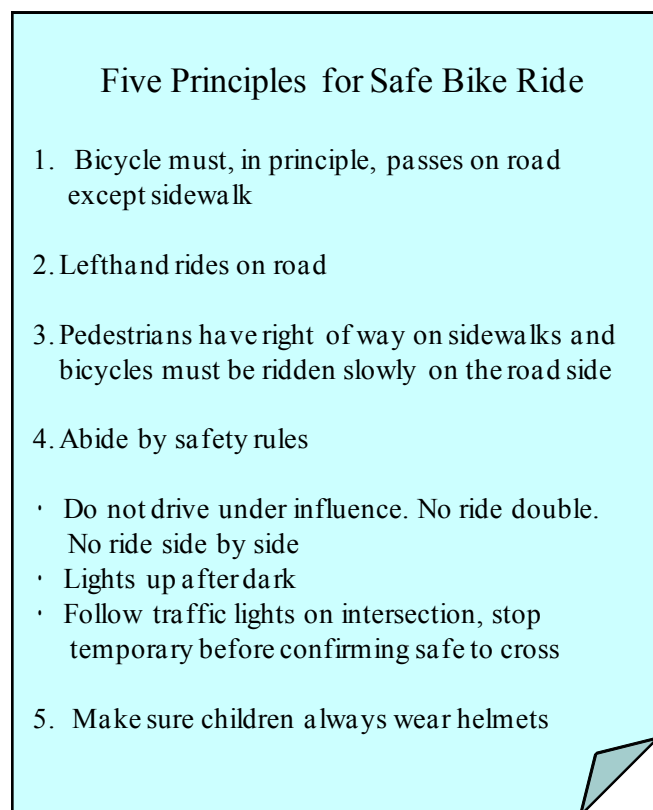 Five Principles for Safe Bike Ride
1. Bicycle must, in principle, passes on road
except sidewalk
2. Lefthand rides on road
3. Pedestrians have right of way on sidewalks and
bicycles must be ridden slowly on the road side
4. Abide by safety rules
· Do not drive under influence. No ride double.
No ride side by side
· Lights up after dark
· Follow traffic lights on intersection, stop
temporary before confirming safe to cross
5. Make sure children always wear helmets